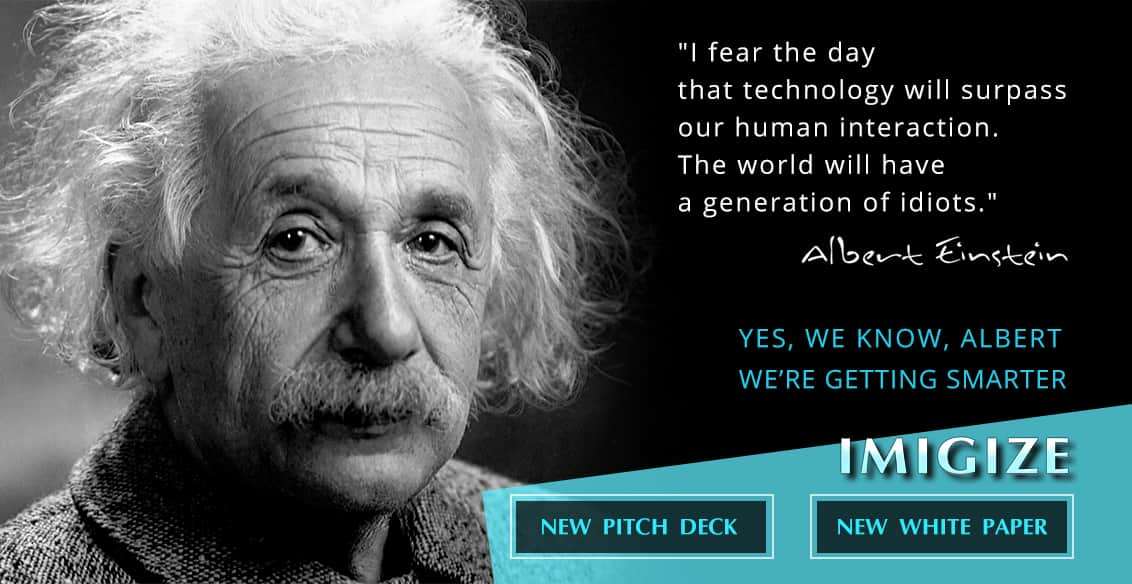 "I fear the day
that technology will surpass
our human interaction.
The world will have
a generation of idiots."
Albert Einstein
YES, WE KNOW, ALBERT
WE’RE GETTING SMARTER
IMIGIZE
NEW PITCH DECK
NEW WHITE PAPER